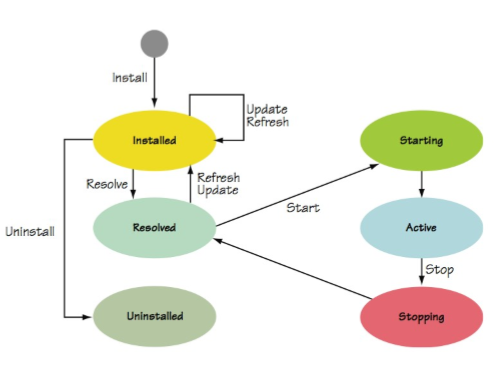 Install
Update
Refresh
Installed
Starting
Resolve
Refresh
Update
Start
Uninstall
Resolved
Active
Stop
Uninstalled
Stopping